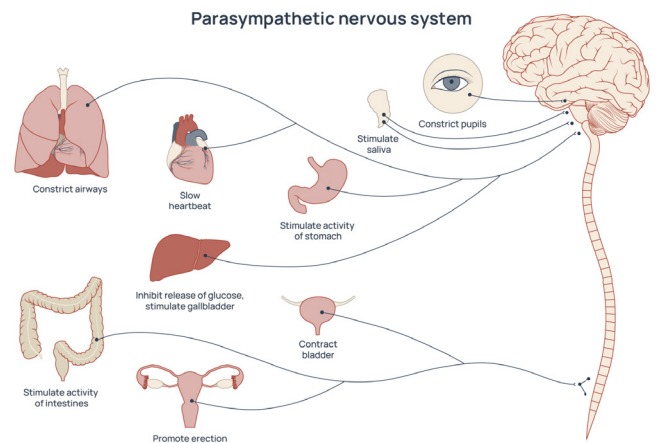 Parasympathetic nervous system
Constrict pupils
Stimulate
saliva
Constrict airways
Slow
heartbeat
Stimulate activity
of stomach
Inhibit release of glucose,
stimulate gallbladder
Contract
bladder
Stimulate activity
of intestines
Promote erection